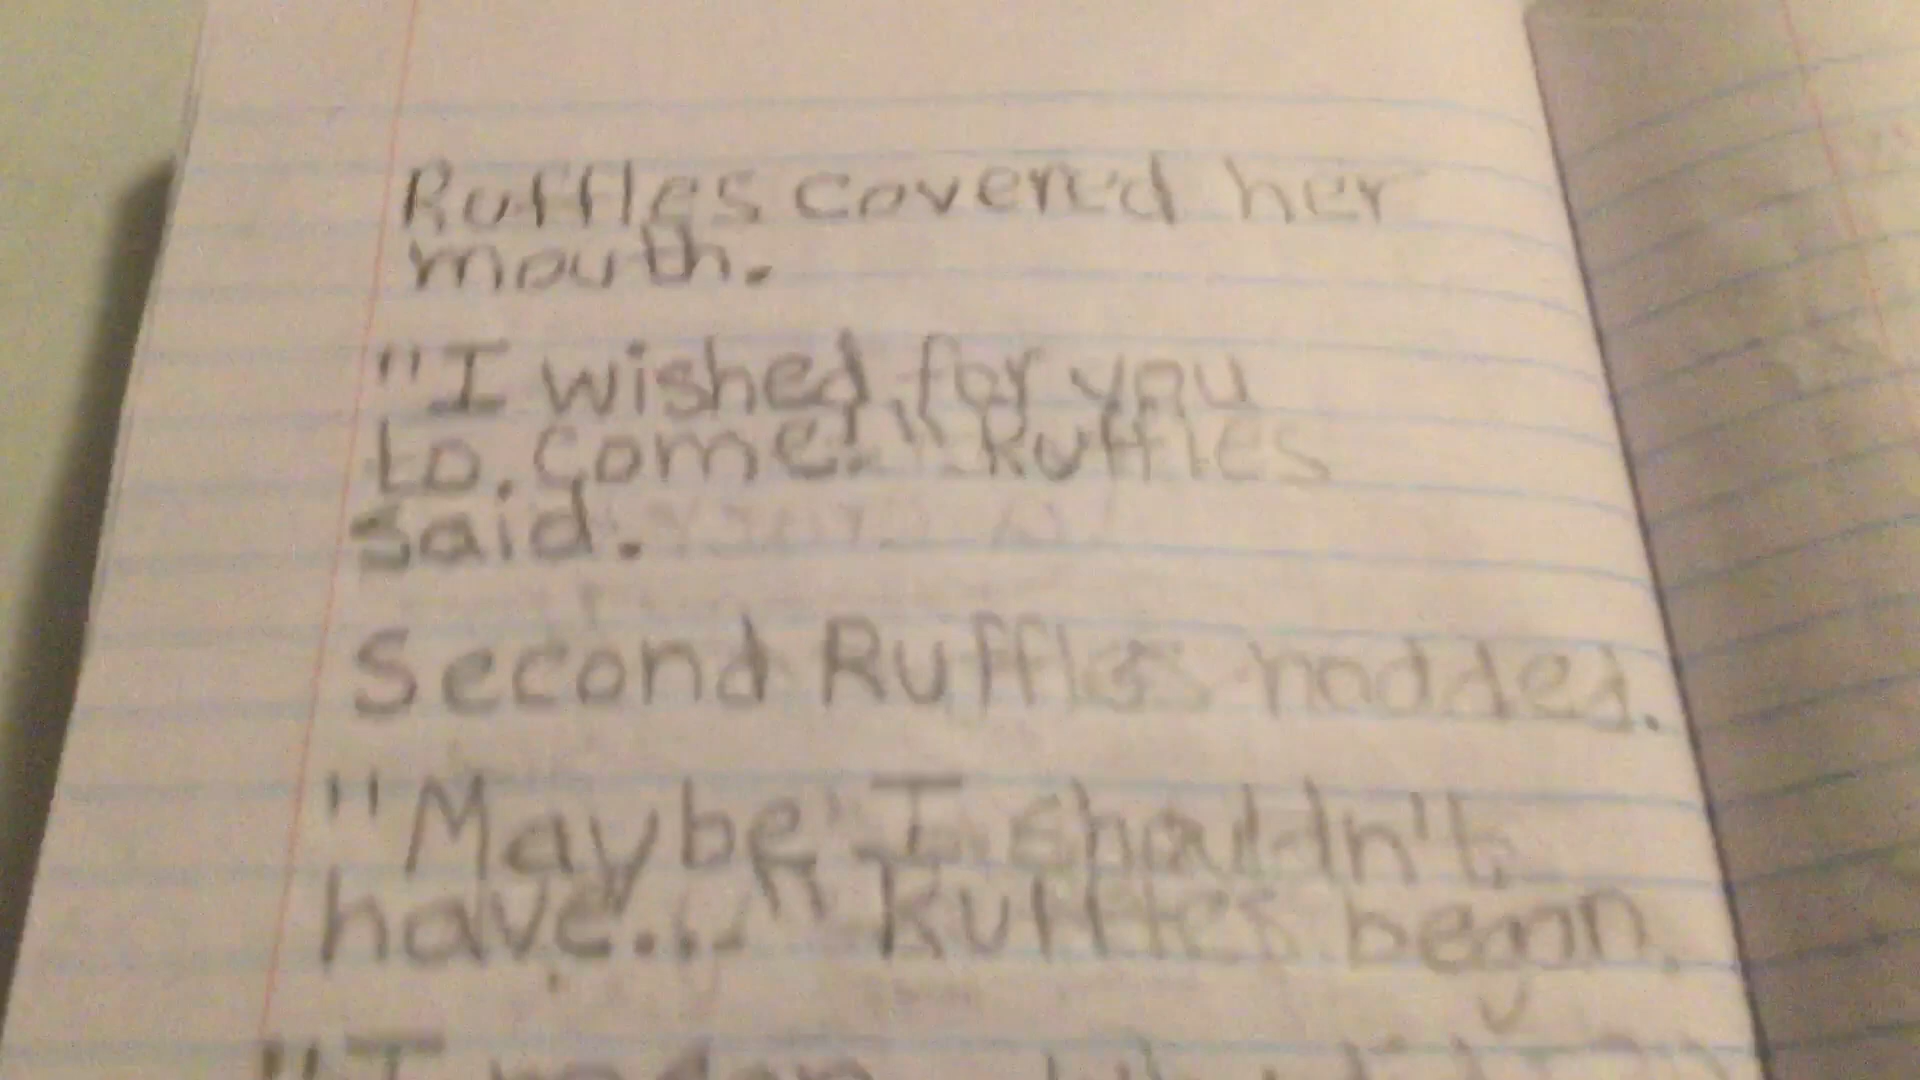 Ruffles covered her
mouth.
"I wished for you
to come!" Ruffles
said.
Second Ruffles nodded.
"Maybe I shouldn't
have..." Ruffles began.
"I